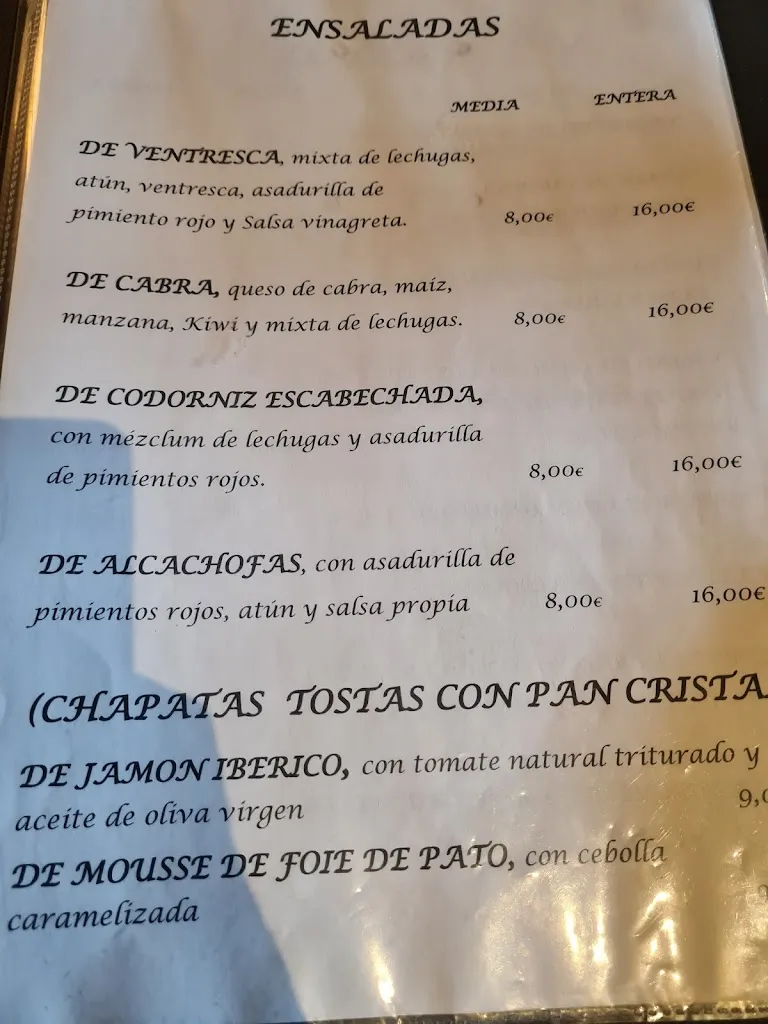 ENSALADAS
MEDIA ENTERA
DE VENTRESCA, mixta de lechugas,
atún, ventresca, asadurilla de
pimiento rojo y Salsa vinagreta. 8,00€ 16,00€
DE CABRA, queso de cabra, maíz,
manzana, Kiwi y mixta de lechugas. 8,00€ 16,00€
DE CODORNIZ ESCABECHADA,
con mézclum de lechugas y asadurilla
de pimientos rojos. 8,00€ 16,00€
DE ALCACHOFAS, con asadurilla de
pimientos rojos, atún y salsa propia 8,00€ 16,00€
(CHAPATAS TOSTAS CON PAN CRISTA
DE JAMON IBERICO, con tomate natural triturado y
aceite de oliva virgen 9,
DE MOUSSE DE FOIE DE PATO, con cebolla
caramelizada